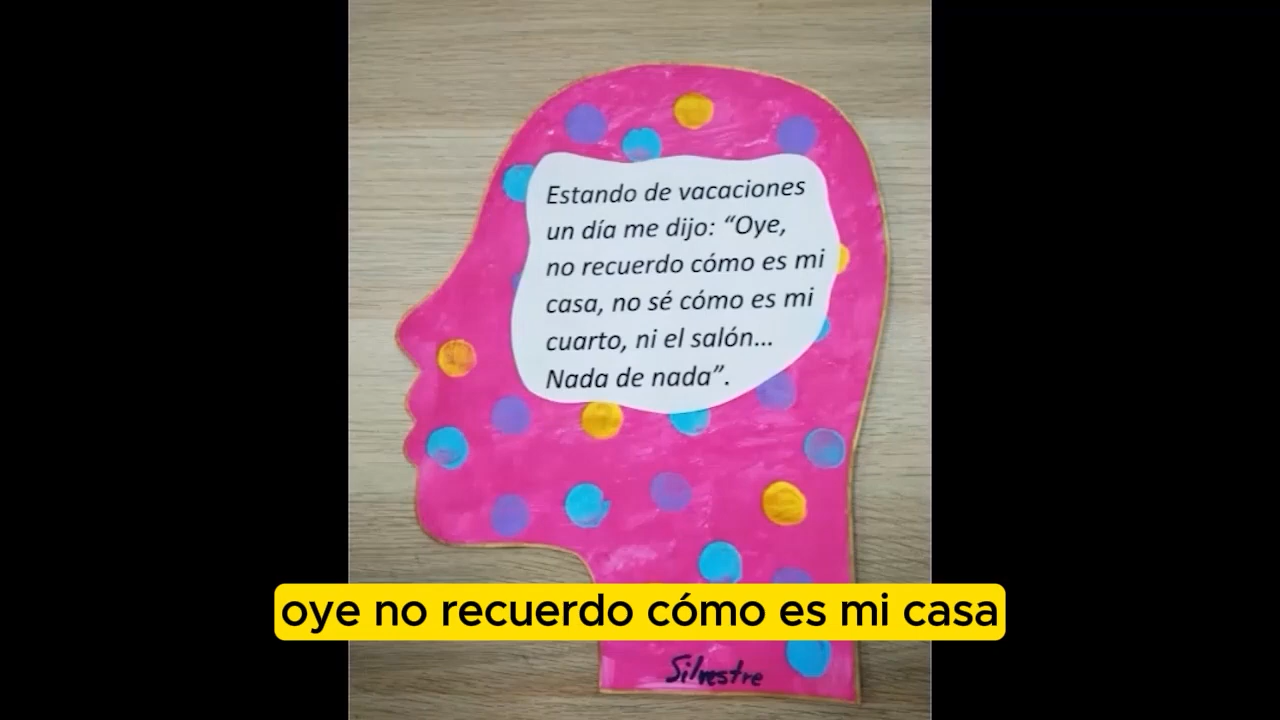 Estando de vacaciones
un día me dijo: “Oye,
no recuerdo cómo es mi
casa, no sé cómo es mi
cuarto, ni el salón...
Nada de nada”.
oye no recuerdo cómo es mi casa
Silvestre